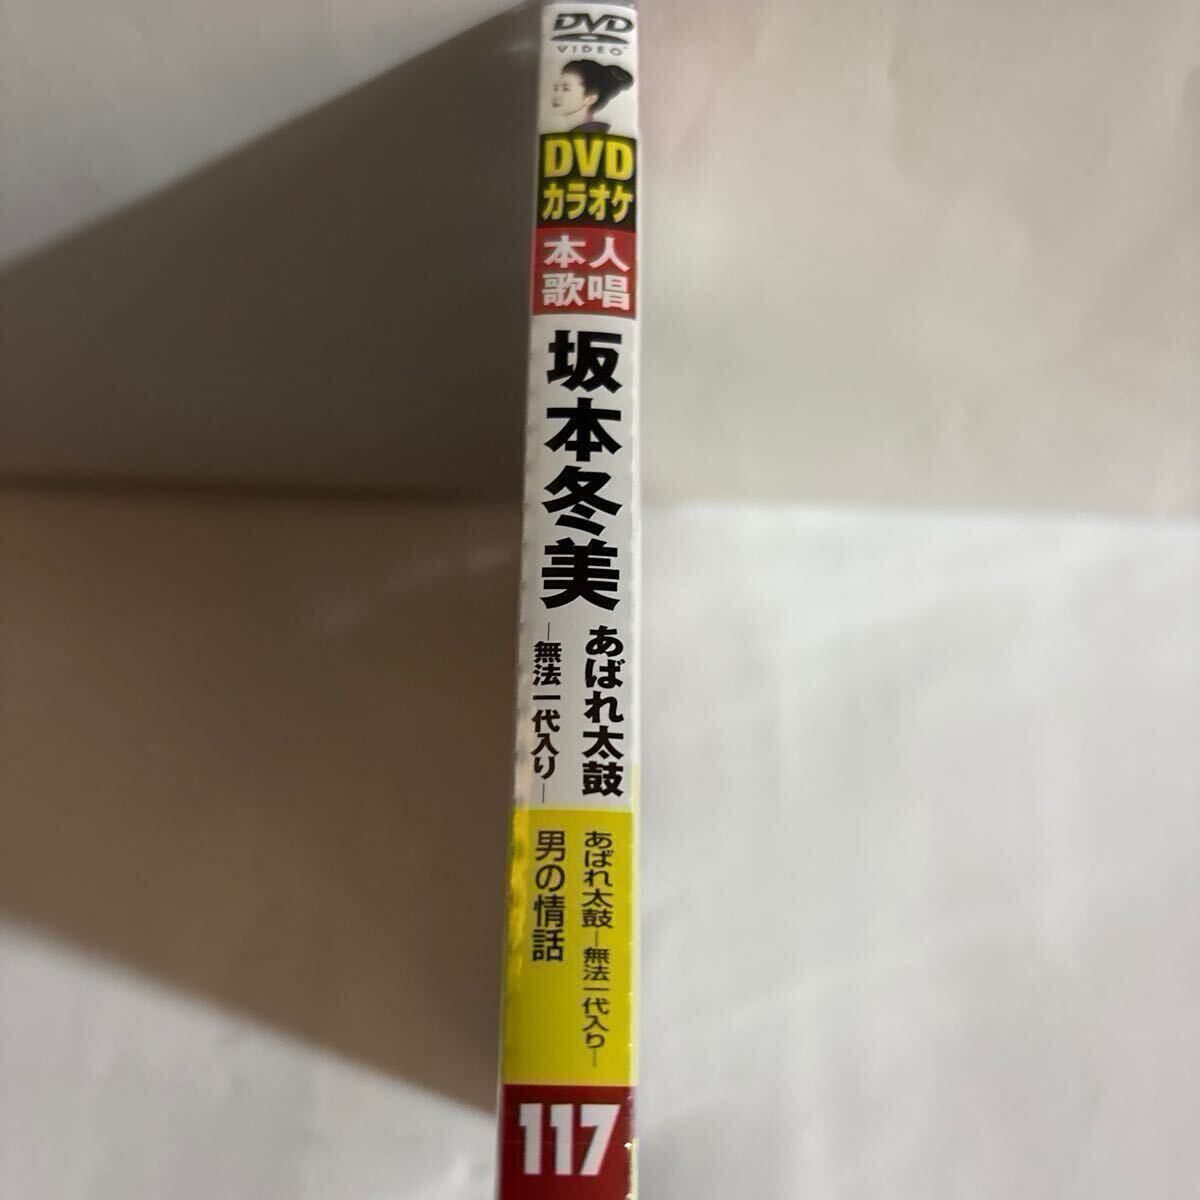 DVD
VIDEO
DVD
カラオケ
本人
歌唱
坂本冬美
あばれ太鼓
―無法一代入り―
あばれ太鼓―無法一代入り―
男の情話
117